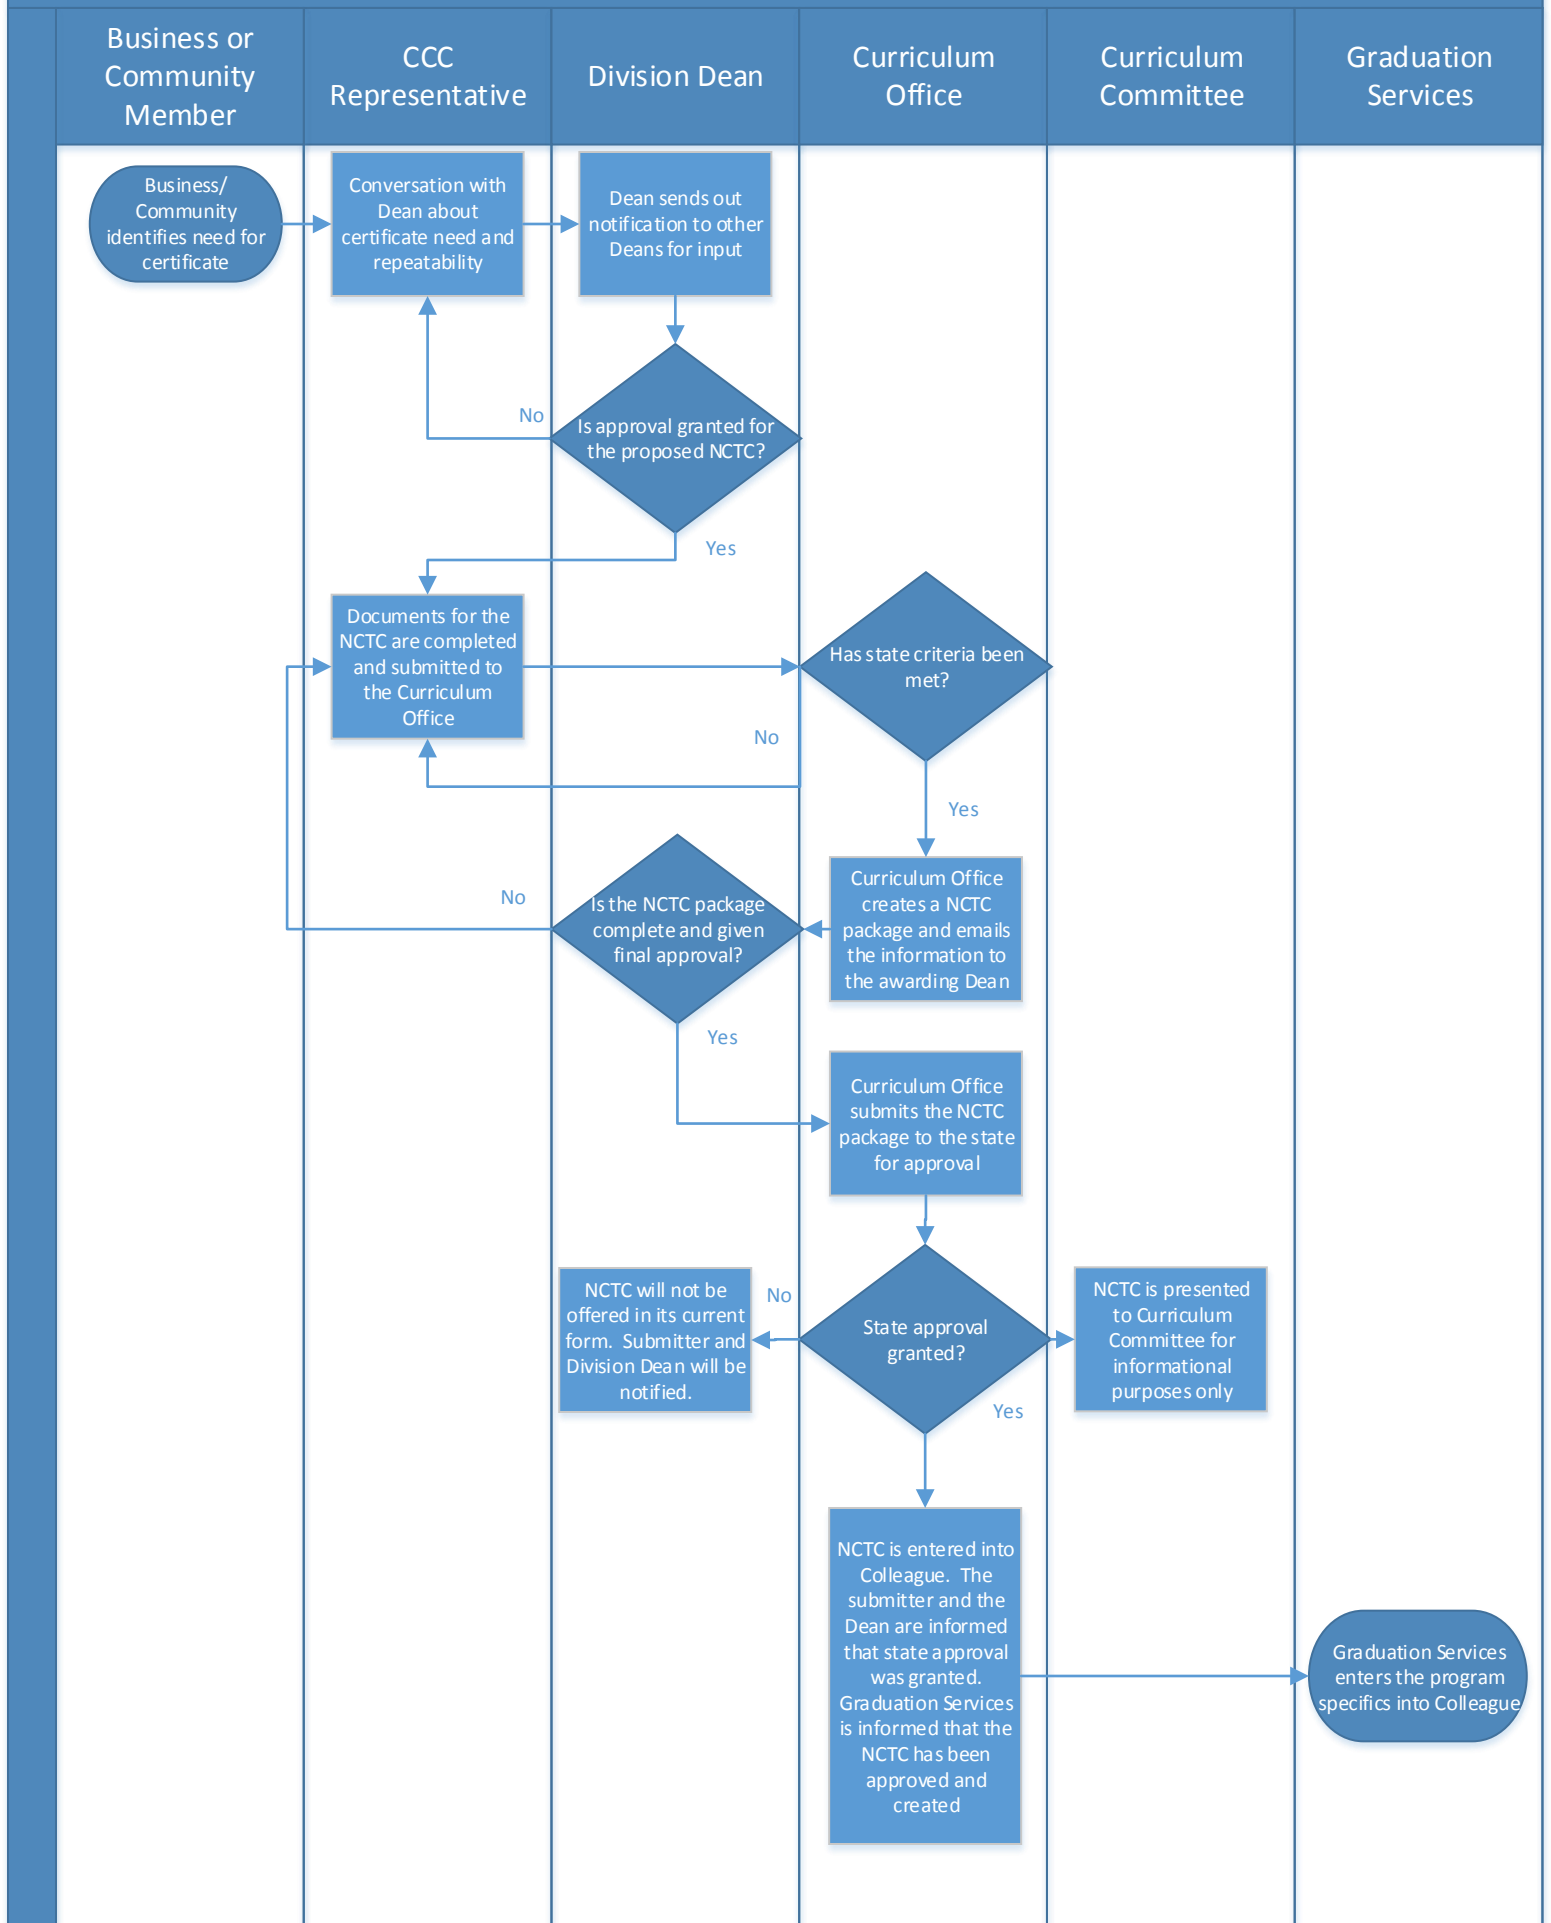 Business or
Community
Member
CCC
Representative
Division Dean
Curriculum
Office
Curriculum
Committee
Graduation
Services
Business/
Community
identifies need for
certificate
Conversation with
Dean about
certificate need and
repeatability
Dean sends out
notification to other
Deans for input
Is approval granted for
the proposed NCTC?
No
Yes
Documents for the
NCTC are completed
and submitted to
the Curriculum
Office
Has state criteria been
met?
No
Yes
Curriculum Office
creates a NCTC
package and emails
the information to
the awarding Dean
Is the NCTC package
complete and given
final approval?
No
Yes
Curriculum Office
submits the NCTC
package to the state
for approval
State approval
granted?
No
NCTC will not be
offered in its current
form.  Submitter and
Division Dean will be
notified.
NCTC is presented
to Curriculum
Committee for
informational
purposes only
Yes
NCTC is entered into
Colleague.  The
submitter and the
Dean are informed
that state approval
was granted.
Graduation Services
is informed that the
NCTC has been
approved and
created
Graduation Services
enters the program
specifics into Colleague